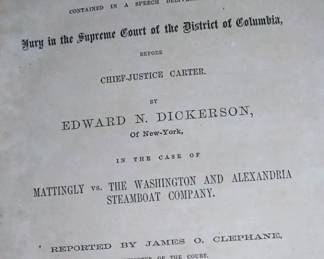 CONTAINED IN A SPEECH
Jury in the Supreme Court of the District of Columbia,
BEFORE
CHIEF-JUSTICE CARTER.
BY
EDWARD N. DICKERSON,
Of New-York,
IN THE CASE OF
MATTINGLY vs. THE WASHINGTON AND ALEXANDRIA
STEAMBOAT COMPANY.
REPORTED BY JAMES O. CLEPHANE,
OF THE COURT.